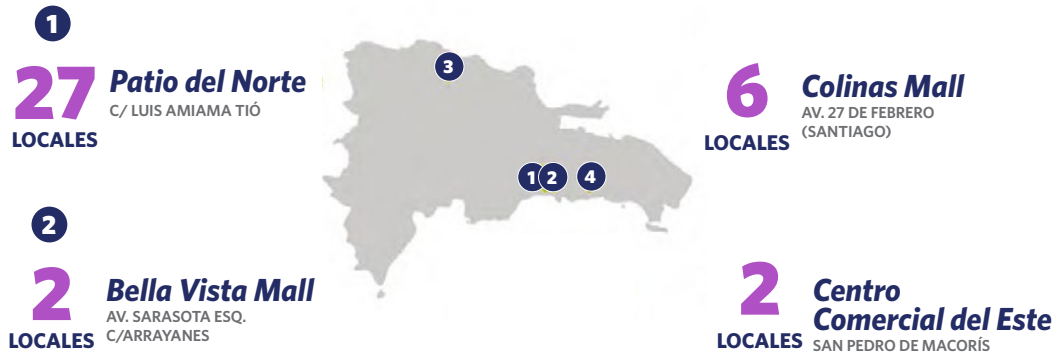 1
27
LOCALES
Patio del Norte
C/ LUIS AMIAMA TIÓ
2
2
LOCALES
Bella Vista Mall
AV. SARASOTA ESQ.
C/ARRAYANES
3
1 2 4
6
LOCALES
Colinas Mall
AV. 27 DE FEBRERO
(SANTIAGO)
2
LOCALES
Centro
Comercial del Este
SAN PEDRO DE MACORÍS